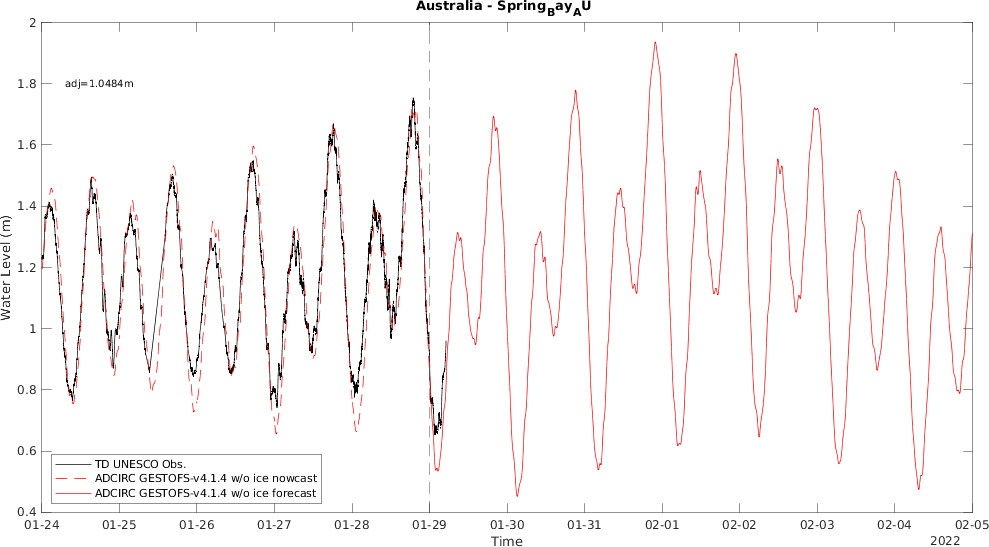 Australia - Spring_Bay_AU
2
1.8
adj=1.0484m
1.6
1.4
1.2
1
0.8
0.6
0.4
Water Level (m)
TD UNESCO Obs.
ADCIRC GESTOFS-v4.1.4 w/o ice nowcast
ADCIRC GESTOFS-v4.1.4 w/o ice forecast
01-24 01-25 01-26 01-27 01-28 01-29 01-30 01-31 02-01 02-02 02-03 02-04 02-05
Time
2022